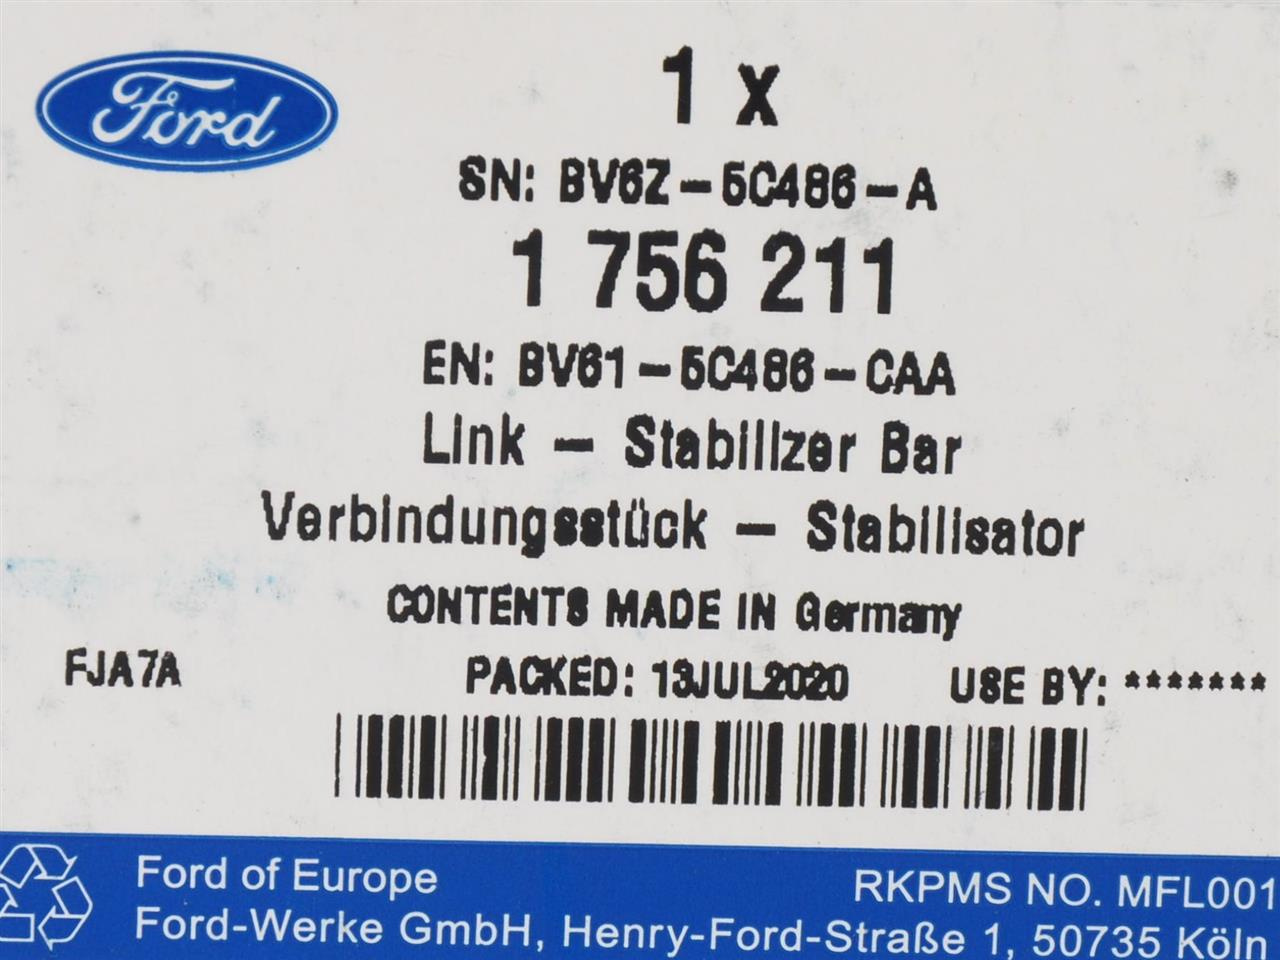 Ford
1 x
SN: BV6Z-5C486-A
1 756 211
EN: BV61-5C486-CAA
Link - Stabilizer Bar
Verbindungsstück - Stabilisator
CONTENTS MADE IN Germany
FJA7A PACKED: 13JUL2020 USE BY: *******
Ford of Europe RKPMS NO. MFL001
Ford-Werke GmbH, Henry-Ford-Straße 1, 50735 Köln